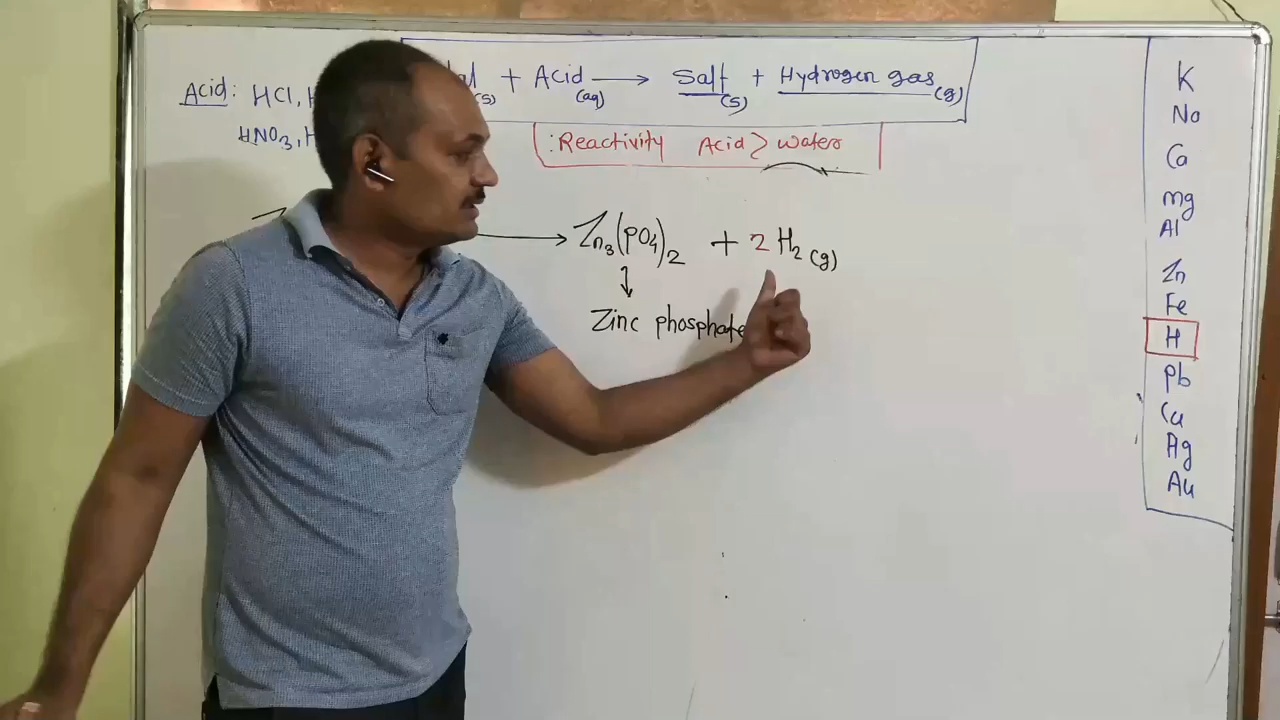 Acid: HCl,
HNO₃,
+ Acid (aq) ⟶ Salt (s) + Hydrogen gas (g)
: Reactivity Acid > water
⟶ Zn₃(PO₄)₂ + 2 H₂ (g)
Zinc phosphate
K
Na
Ca
Mg
Al
Zn
Fe
H
Pb
Cu
Ag
Au